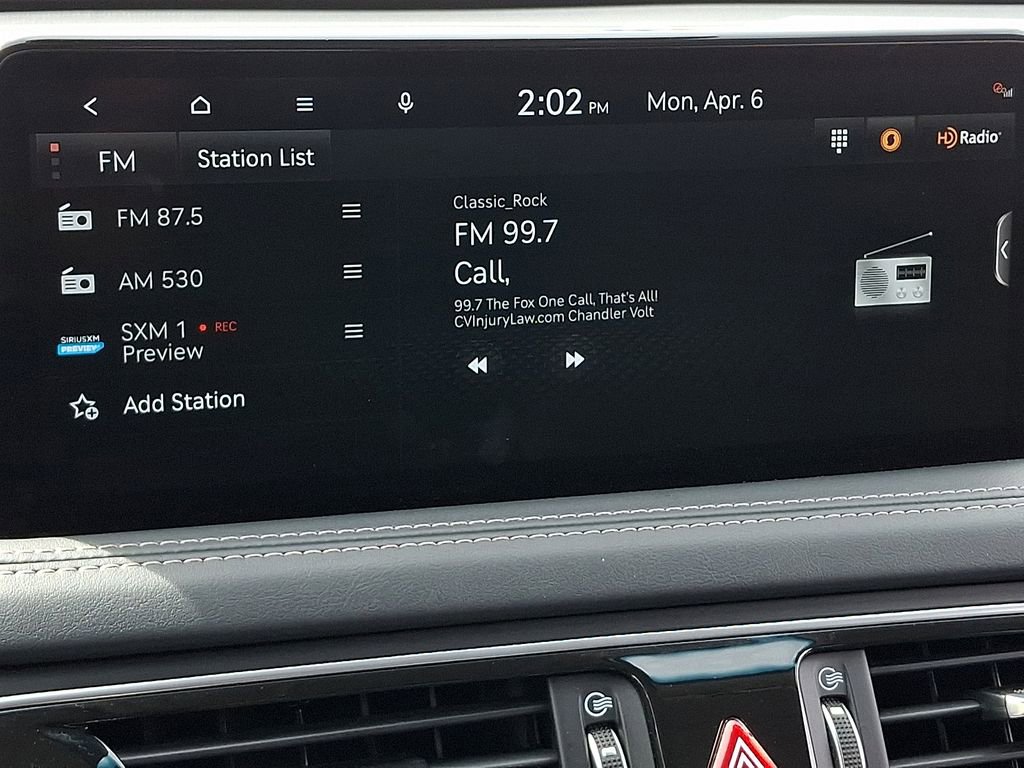 2:02 PM Mon, Apr. 6
FM Station List
HD Radio
FM 87.5
AM 530
SIRIUSXM
PREVIEW
SXM 1 REC
Preview
Add Station
Classic_Rock
FM 99.7
Call,
99.7 The Fox One Call, That's All!
CVInjuryLaw.com Chandler Volt